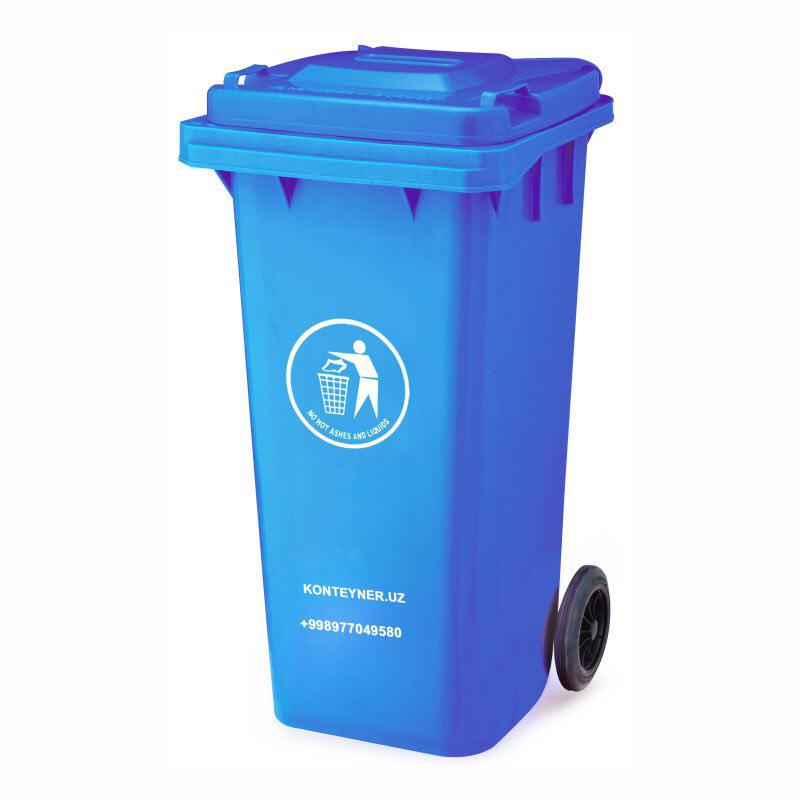 NO HOT ASHES AND LIQUIDS
KONTEYNER.UZ
+998977049580